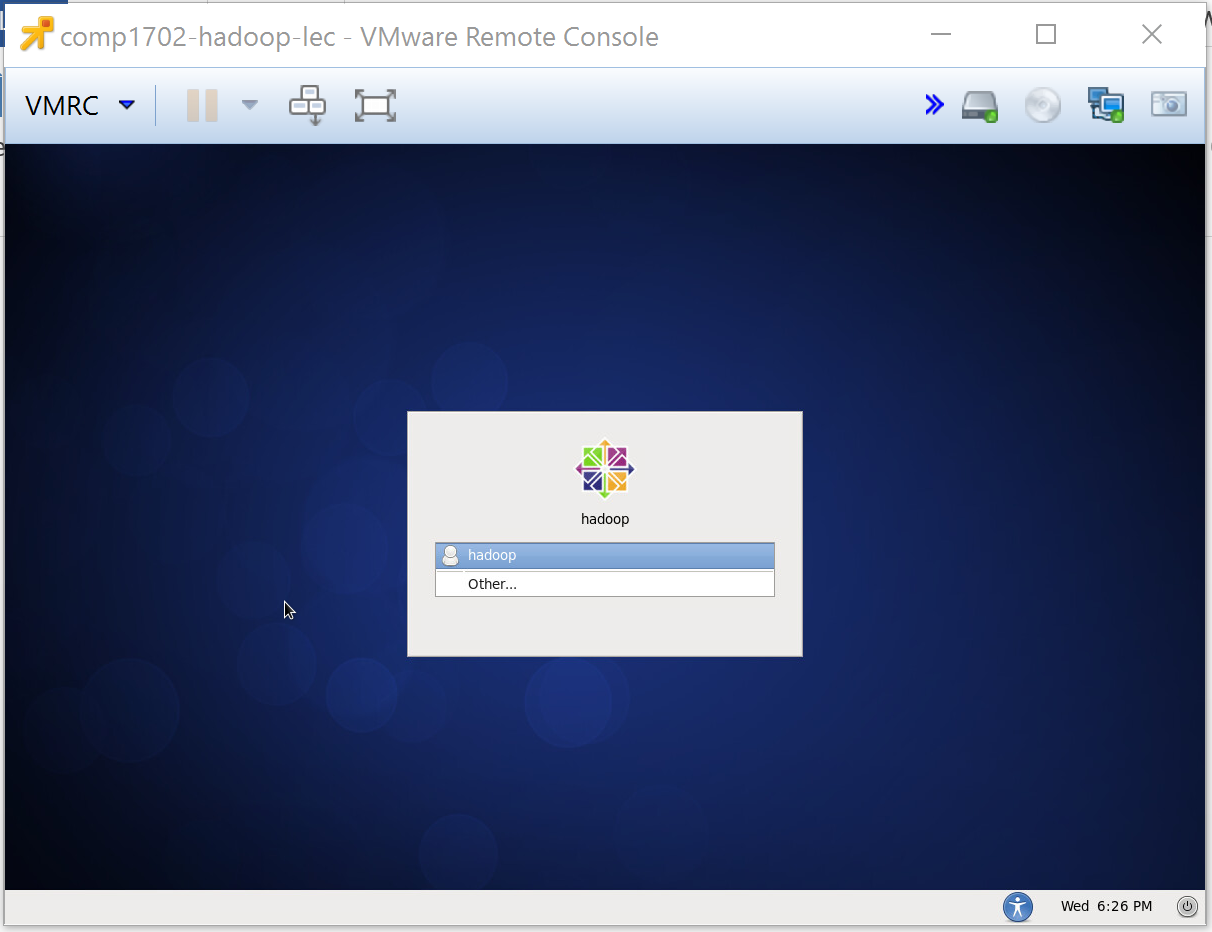 comp1702-hadoop-lec - VMware Remote Console
VMRC
hadoop
hadoop
Other...
Wed 6:26 PM